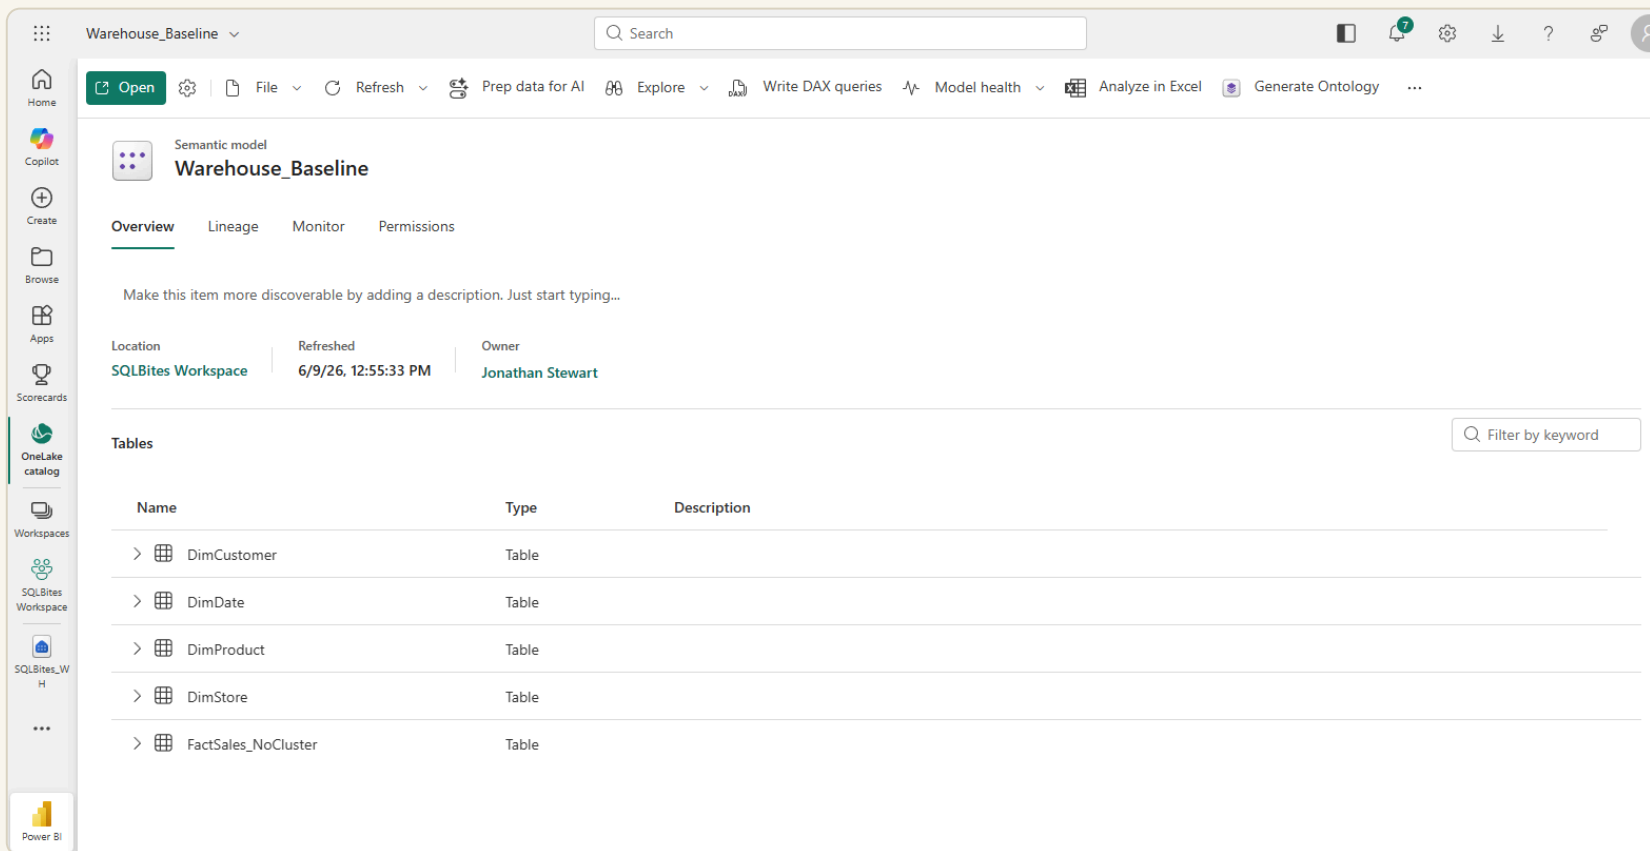 Warehouse_Baseline
Search
7
Home
Copilot
Create
Browse
Apps
Scorecards
OneLake
catalog
Workspaces
SQLBites
Workspace
SQLBites_W
H
Power BI
Open
File
Refresh
Prep data for AI
Explore
DAX
Write DAX queries
Model health
Analyze in Excel
Generate Ontology
Semantic model
Warehouse_Baseline
Overview Lineage Monitor Permissions
Make this item more discoverable by adding a description. Just start typing...
Location Refreshed Owner
SQLBites Workspace 6/9/26, 12:55:33 PM Jonathan Stewart
Tables
Filter by keyword
Name Type Description
DimCustomer Table
DimDate Table
DimProduct Table
DimStore Table
FactSales_NoCluster Table